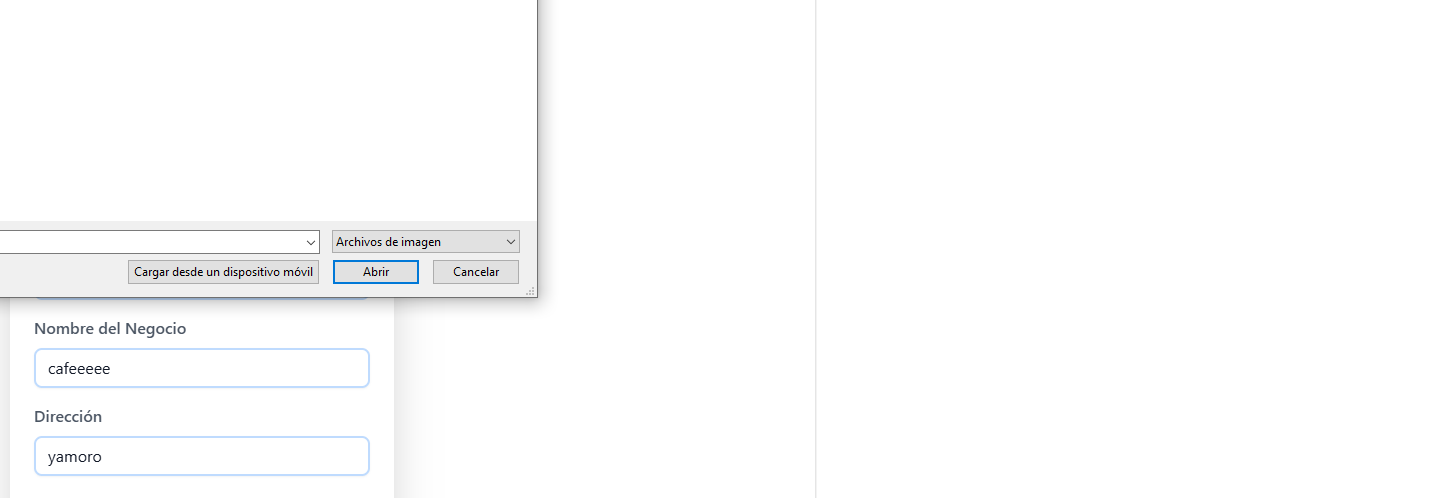 Archivos de imagen
Cargar desde un dispositivo móvil
Abrir
Cancelar
Nombre del Negocio
cafeeeee
Dirección
yamoro